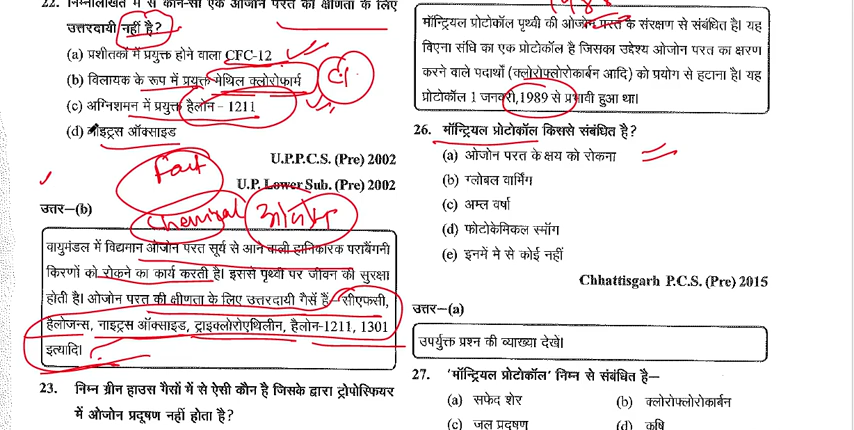 22. निम्नलिखित में से कौन-सा एक ओजोन परत की क्षीणता के लिए
उत्तरदायी नहीं है?
(a) प्रशीतकों में प्रयुक्त होने वाला CFC-12
(b) विलायक के रूप में प्रयुक्त मेथिल क्लोरोफार्म
(c) अग्निशमन में प्रयुक्त हैलोन - 1211
(d) नाइट्रस ऑक्साइड
U.P.P.C.S. (Pre) 2002
U.P. Lower Sub. (Pre) 2002
Fact
Chemical
उत्तर–(b)
वायुमंडल में विद्यमान ओजोन परत सूर्य से आने वाली हानिकारक पराबैंगनी
किरणों को रोकने का कार्य करती है। इससे पृथ्वी पर जीवन की सुरक्षा
होती है। ओजोन परत की क्षीणता के लिए उत्तरदायी गैसें हैं- सीएफसी,
हैलोजन्स, नाइट्रस ऑक्साइड, ट्राइक्लोरोएथिलीन, हैलोन-1211, 1301
इत्यादि।
23. निम्न ग्रीन हाउस गैसों में से ऐसी कौन है जिसके द्वारा ट्रोपोस्फियर
में ओजोन प्रदूषण नहीं होता है?
मॉन्ट्रियल प्रोटोकॉल पृथ्वी की ओजोन परत के संरक्षण से संबंधित है। यह
विएना संधि का एक प्रोटोकॉल है जिसका उद्देश्य ओजोन परत का क्षरण
करने वाले पदार्थों (क्लोरोफ्लोरोकार्बन आदि) को प्रयोग से हटाना है। यह
प्रोटोकॉल 1 जनवरी,1989 से प्रभावी हुआ था।
26. मॉन्ट्रियल प्रोटोकॉल किससे संबंधित है?
(a) ओजोन परत के क्षय को रोकना
(b) ग्लोबल वार्मिंग
(c) अम्ल वर्षा
(d) फोटोकेमिकल स्मॉग
(e) इनमें मे से कोई नहीं
Chhattisgarh P.C.S. (Pre) 2015
उत्तर–(a)
उपर्युक्त प्रश्न की व्याख्या देखें।
27. 'मॉन्ट्रियल प्रोटोकॉल' निम्न से संबंधित है—
(a) सफेद शेर (b) क्लोरोफ्लोरोकार्बन
(c) जल प्रदूषण (d) कृषि